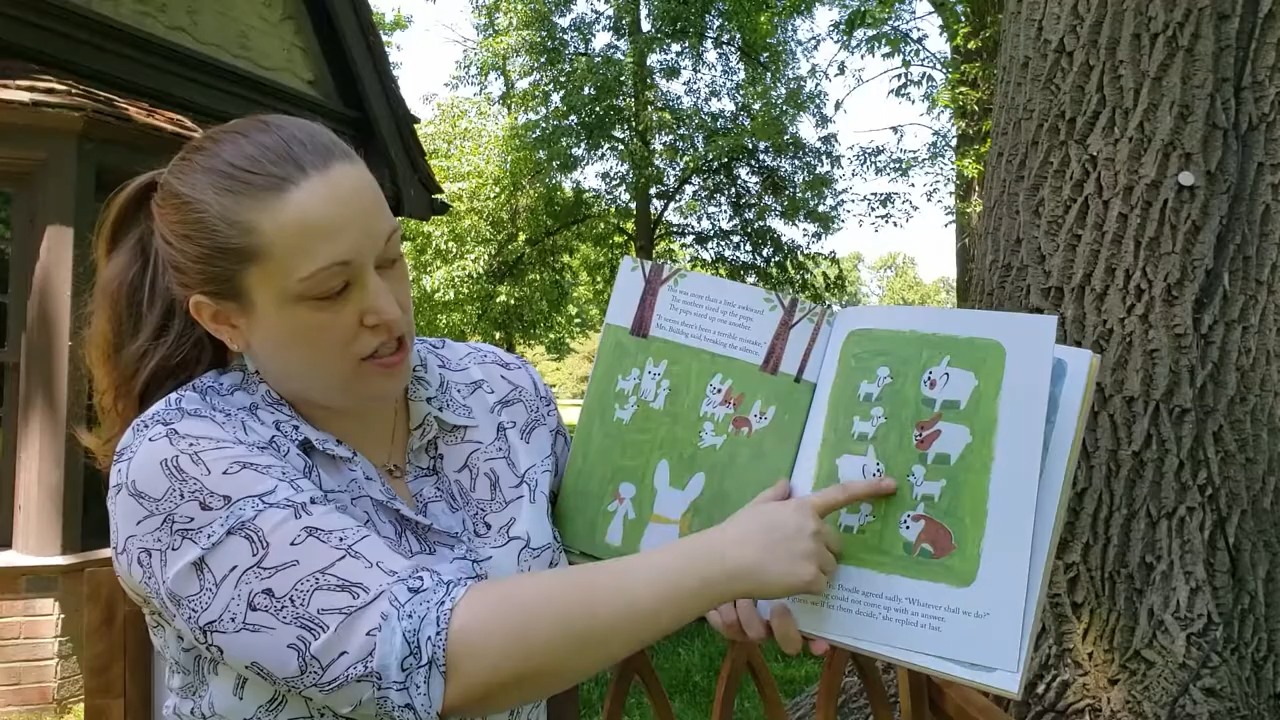 This was more than a little awkward.
The mothers sized up the pups.
The pups sized up one another.
"It seems there's been a terrible mistake,"
Mrs. Bulldog said, breaking the silence.
Poodle agreed sadly. "Whatever shall we do?"
could not come up with an answer.
guess we'll let them decide," she replied at last.